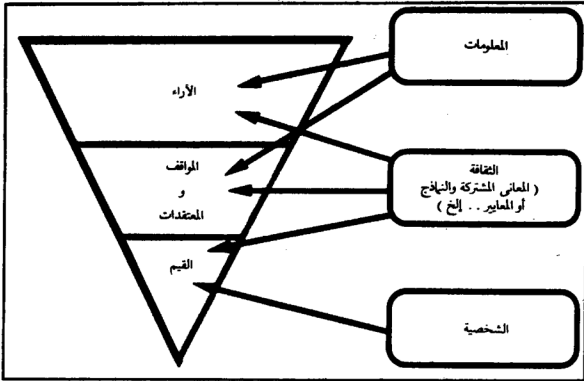 المعلومات
الآراء
المواقف
و
المعتقدات
الثقافة
( المعانى المشتركة والنماذج
أو المعايير . . إلخ )
القيم
الشخصية